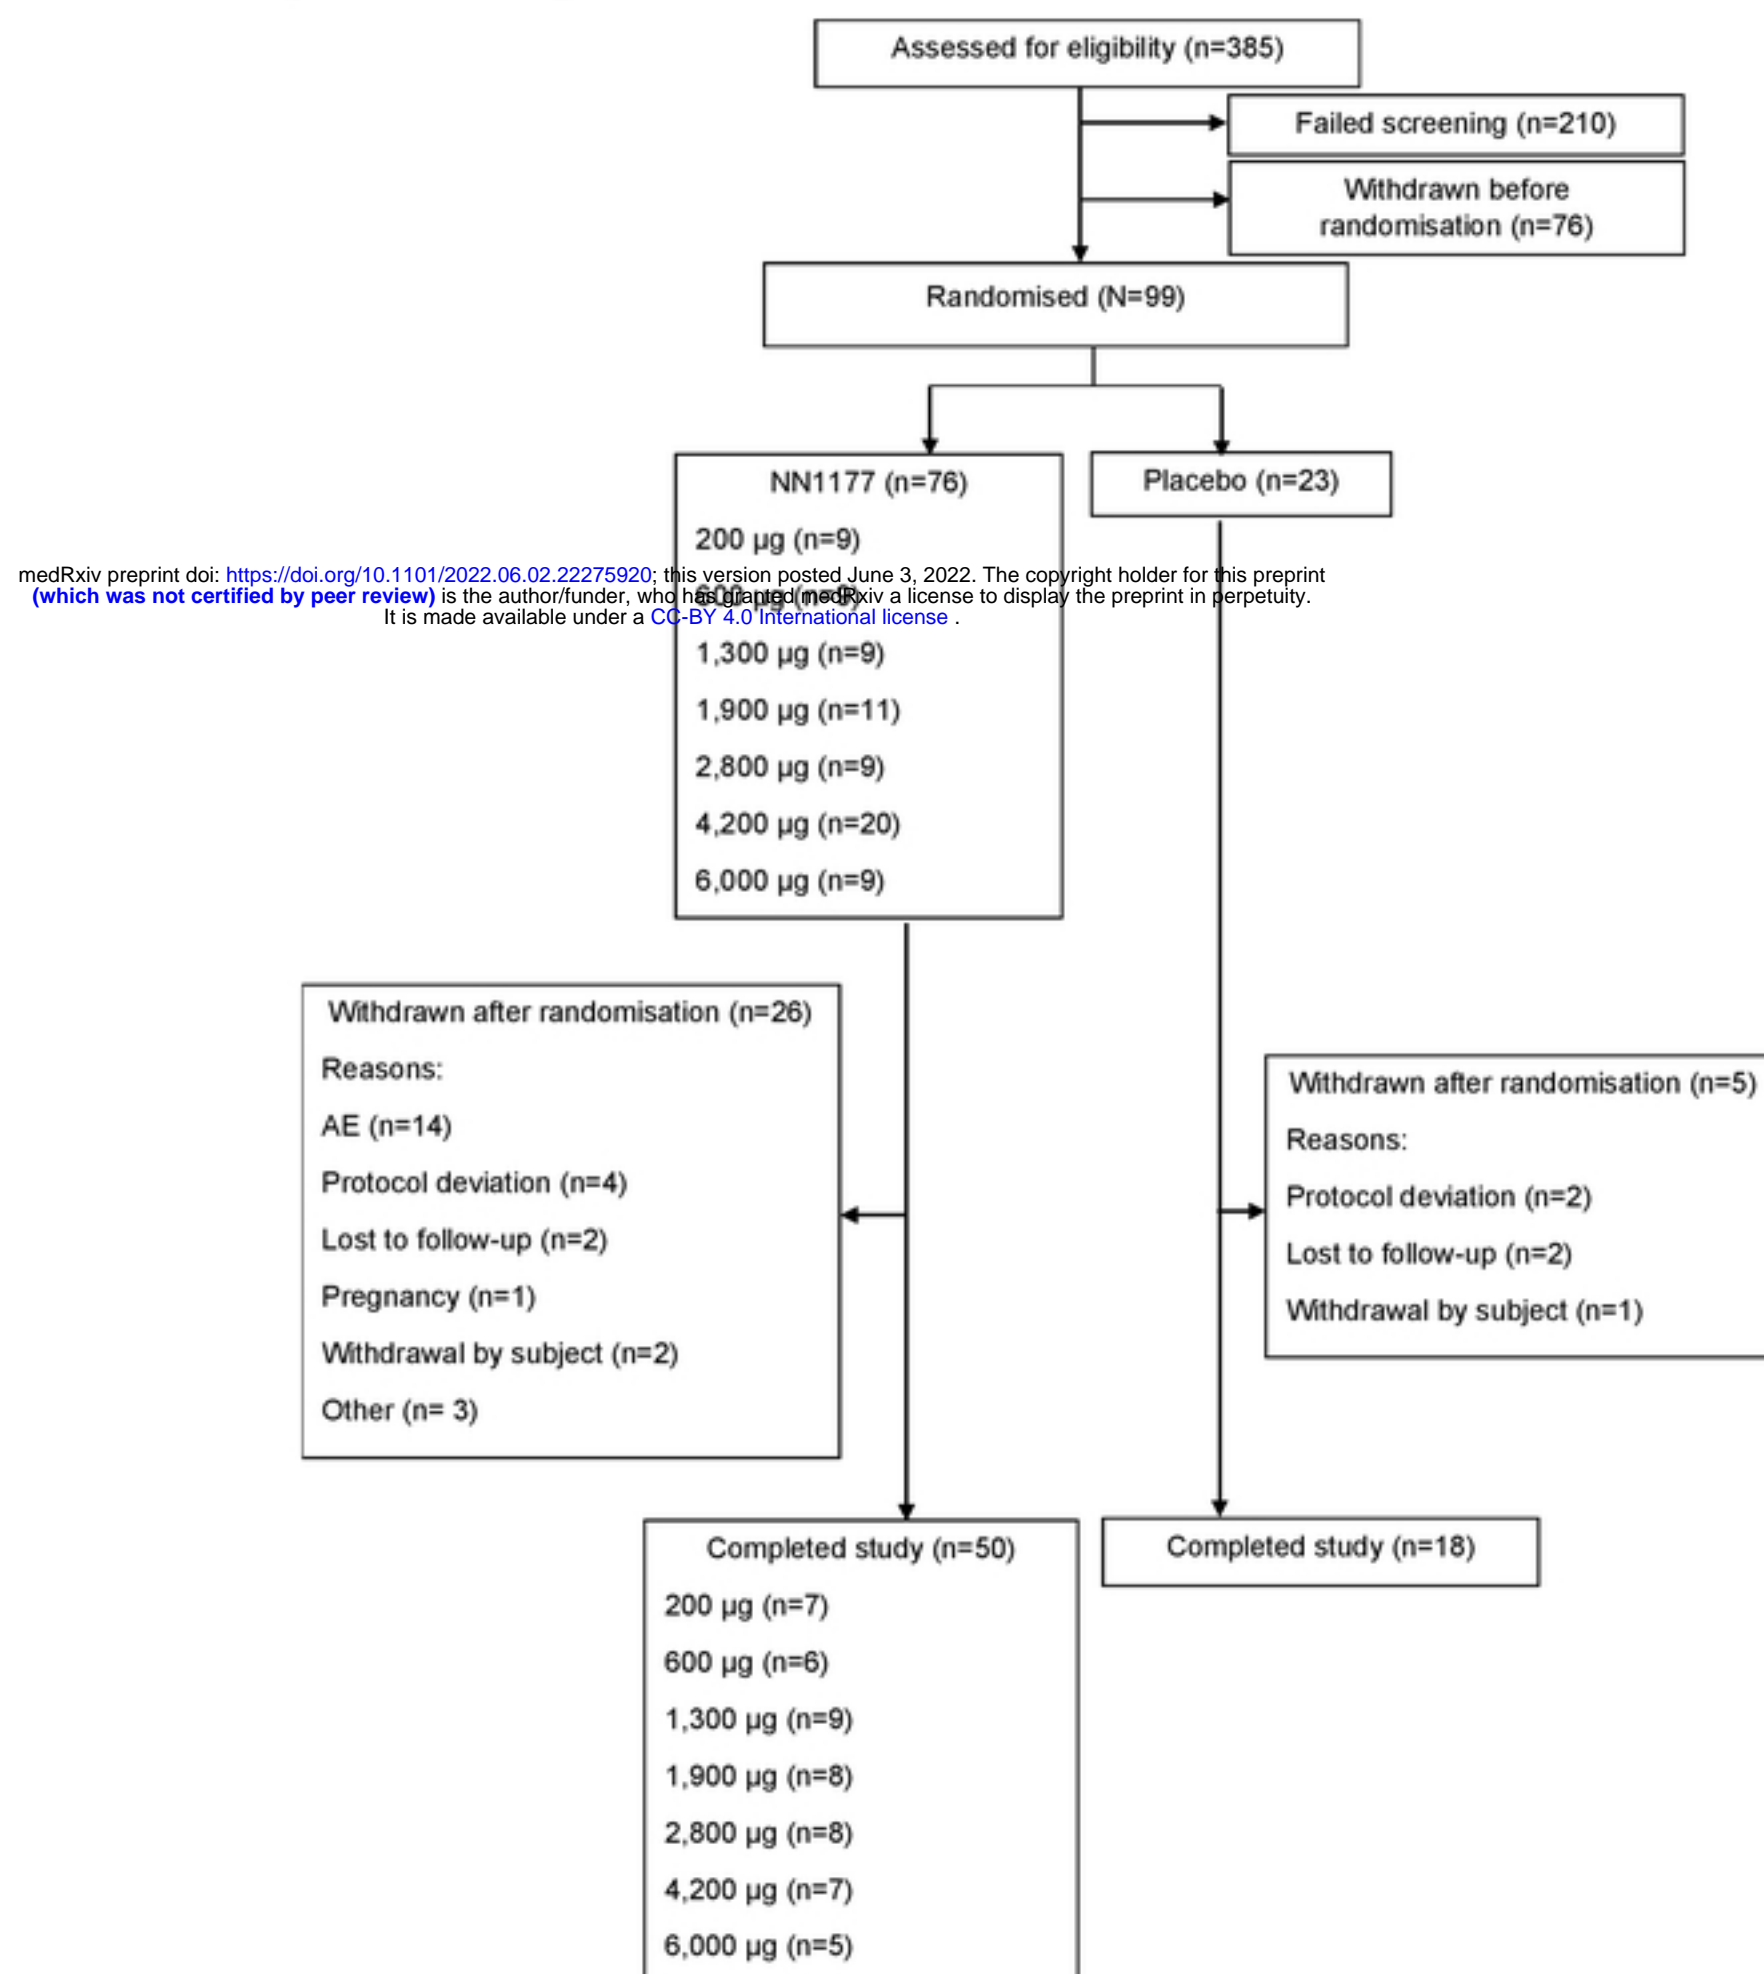 Assessed for eligibility (n=385)
Failed screening (n=210)
Withdrawn before
randomisation (n=76)
Randomised (N=99)
NN1177 (n=76)
200 µg (n=9)
600 µg (n=9)
1,300 µg (n=9)
1,900 µg (n=11)
2,800 µg (n=9)
4,200 µg (n=20)
6,000 µg (n=9)
Placebo (n=23)
medRxiv preprint doi: https://doi.org/10.1101/2022.06.02.22275920; this version posted June 3, 2022. The copyright holder for this preprint
(which was not certified by peer review) is the author/funder, who has granted medRxiv a license to display the preprint in perpetuity.
It is made available under a CC-BY 4.0 International license .
Withdrawn after randomisation (n=26)
Reasons:
AE (n=14)
Protocol deviation (n=4)
Lost to follow-up (n=2)
Pregnancy (n=1)
Withdrawal by subject (n=2)
Other (n= 3)
Withdrawn after randomisation (n=5)
Reasons:
Protocol deviation (n=2)
Lost to follow-up (n=2)
Withdrawal by subject (n=1)
Completed study (n=50)
200 µg (n=7)
600 µg (n=6)
1,300 µg (n=9)
1,900 µg (n=8)
2,800 µg (n=8)
4,200 µg (n=7)
6,000 µg (n=5)
Completed study (n=18)